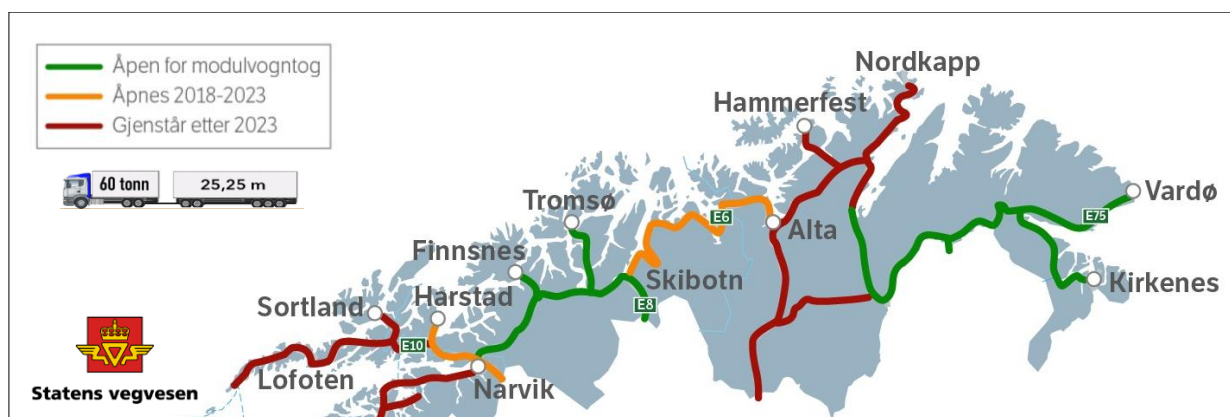 Åpen for modulvogntog
Åpnes 2018-2023
Gjenstår etter 2023
60 tonn
25,25 m
Nordkapp
Hammerfest
Tromsø
Vardø
E6
E75
Alta
Finnsnes
Skibotn
Kirkenes
Sortland
Harstad
E8
E10
Lofoten
Narvik
Statens vegvesen